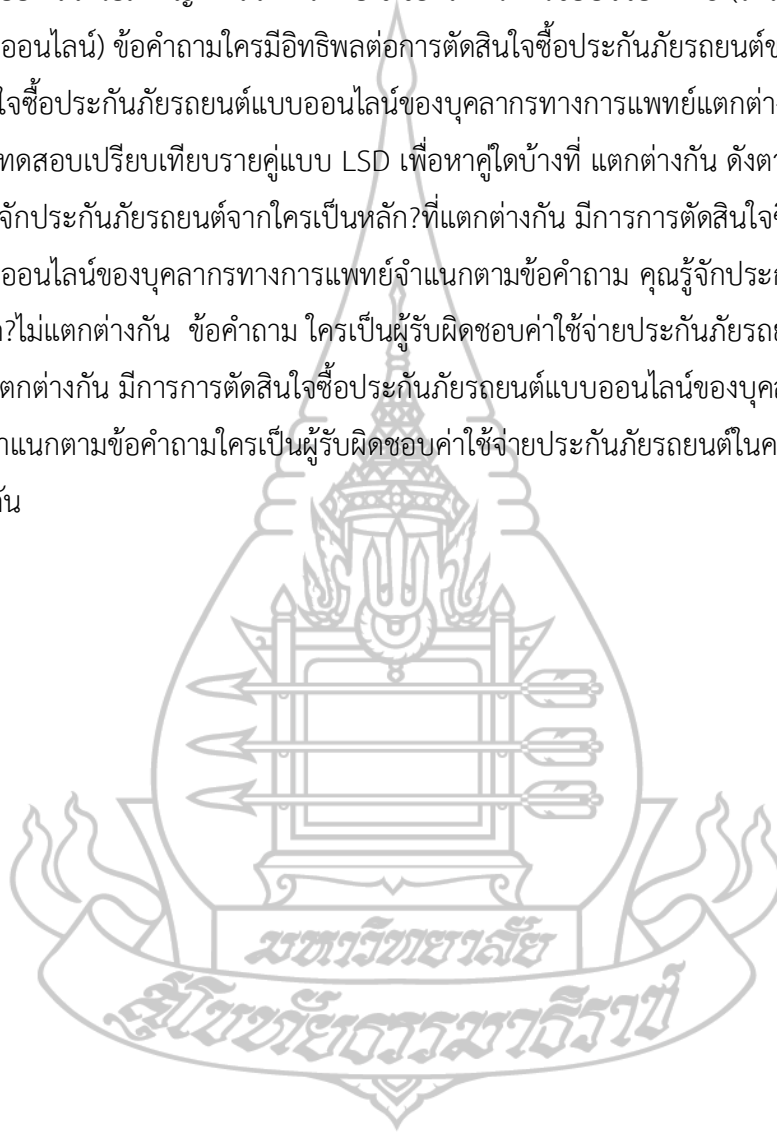 ออนไลน์) ข้อคำถามใครมีอิทธิพลต่อการตัดสินใจซื้อประกันภัยรถยนต์ข
ใจซื้อประกันภัยรถยนต์แบบออนไลน์ของบุคลากรทางการแพทย์แตกต่าง
ทดสอบเปรียบเทียบรายคู่แบบ LSD เพื่อหาคู่ใดบ้างที่ แตกต่างกัน ดังตา
จักประกันภัยรถยนต์จากใครเป็นหลัก?ที่แตกต่างกัน มีการการตัดสินใจซื
ออนไลน์ของบุคลากรทางการแพทย์จำแนกตามข้อคำถาม คุณรู้จักประกั
?ไม่แตกต่างกัน ข้อคำถาม ใครเป็นผู้รับผิดชอบค่าใช้จ่ายประกันภัยรถย
ตกต่างกัน มีการการตัดสินใจซื้อประกันภัยรถยนต์แบบออนไลน์ของบุคล
าแนกตามข้อคำถามใครเป็นผู้รับผิดชอบค่าใช้จ่ายประกันภัยรถยนต์ในค
ัน
มหาวิทยาลัย
สุโขทัยธรรมาธิราช